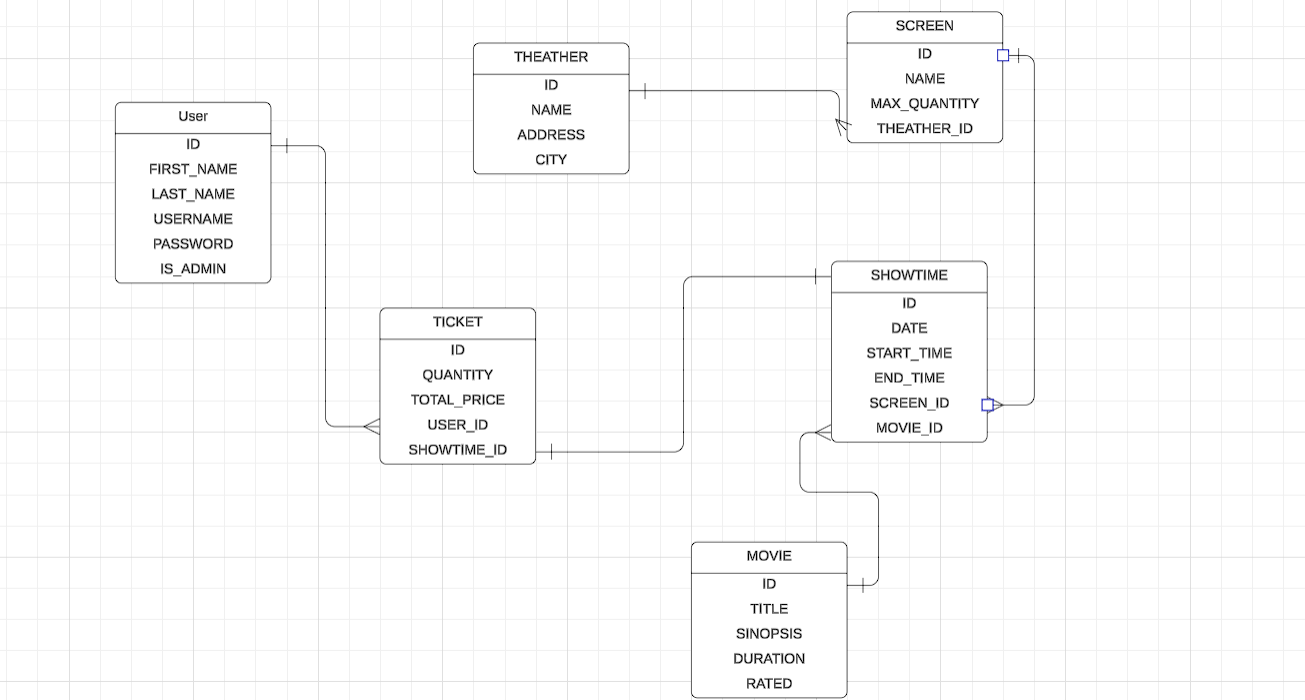 User
ID
FIRST_NAME
LAST_NAME
USERNAME
PASSWORD
IS_ADMIN
THEATHER
ID
NAME
ADDRESS
CITY
SCREEN
ID
NAME
MAX_QUANTITY
THEATHER_ID
TICKET
ID
QUANTITY
TOTAL_PRICE
USER_ID
SHOWTIME_ID
SHOWTIME
ID
DATE
START_TIME
END_TIME
SCREEN_ID
MOVIE_ID
MOVIE
ID
TITLE
SINOPSIS
DURATION
RATED